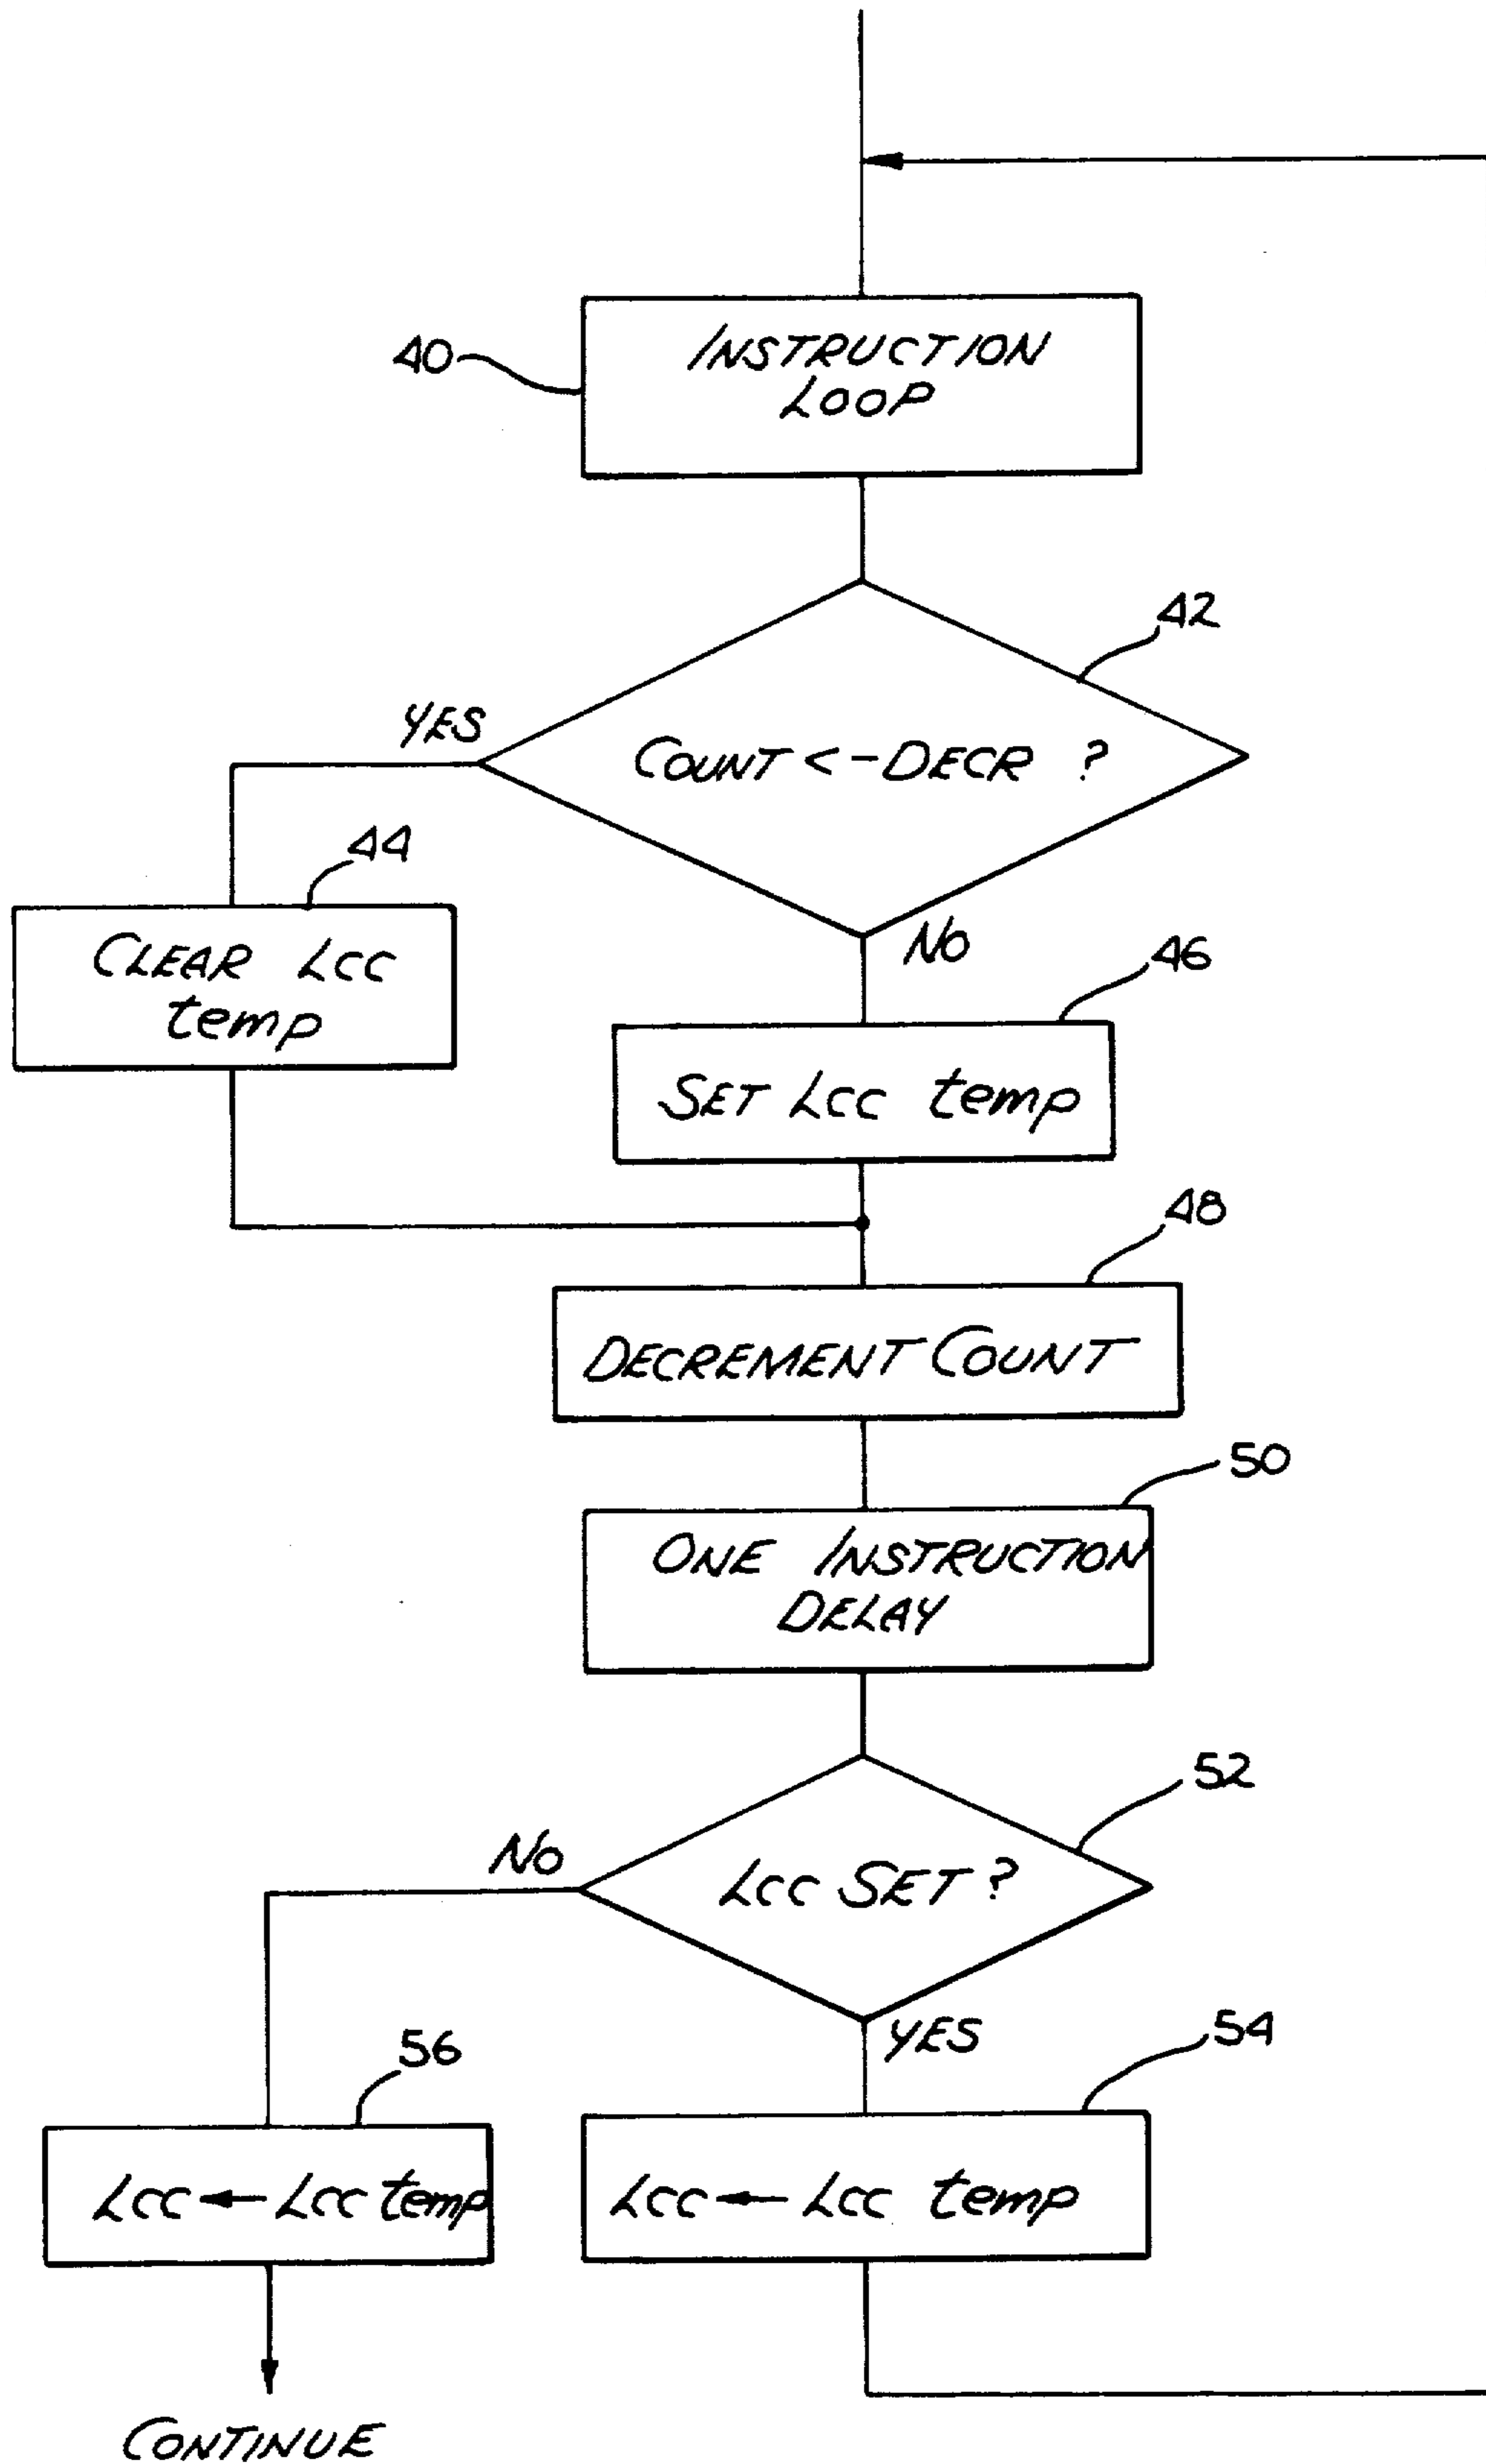 40
INSTRUCTION
LOOP
42
YES
COUNT <-DECR ?
44
NO
CLEAR LCC
temp
46
SET LCC temp
48
DECREMENT COUNT
50
ONE INSTRUCTION
DELAY
52
NO
LCC SET ?
YES
56
54
LCC ← LCC temp
LCC ← LCC temp
CONTINUE